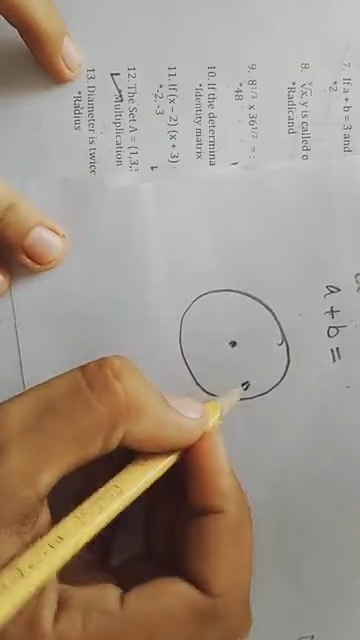 7. If a + b = 3 and
*2
8. √x, y is called o
*Radicand
9. 8^1/3 x 36^1/2 =
*48
10. If the determina
*Identity matrix
11. If (x – 2) (x + 3)
*2, -3
12. The Set A = {1,3,
Multiplication
13. Diameter is twice
*Radius
a + b =